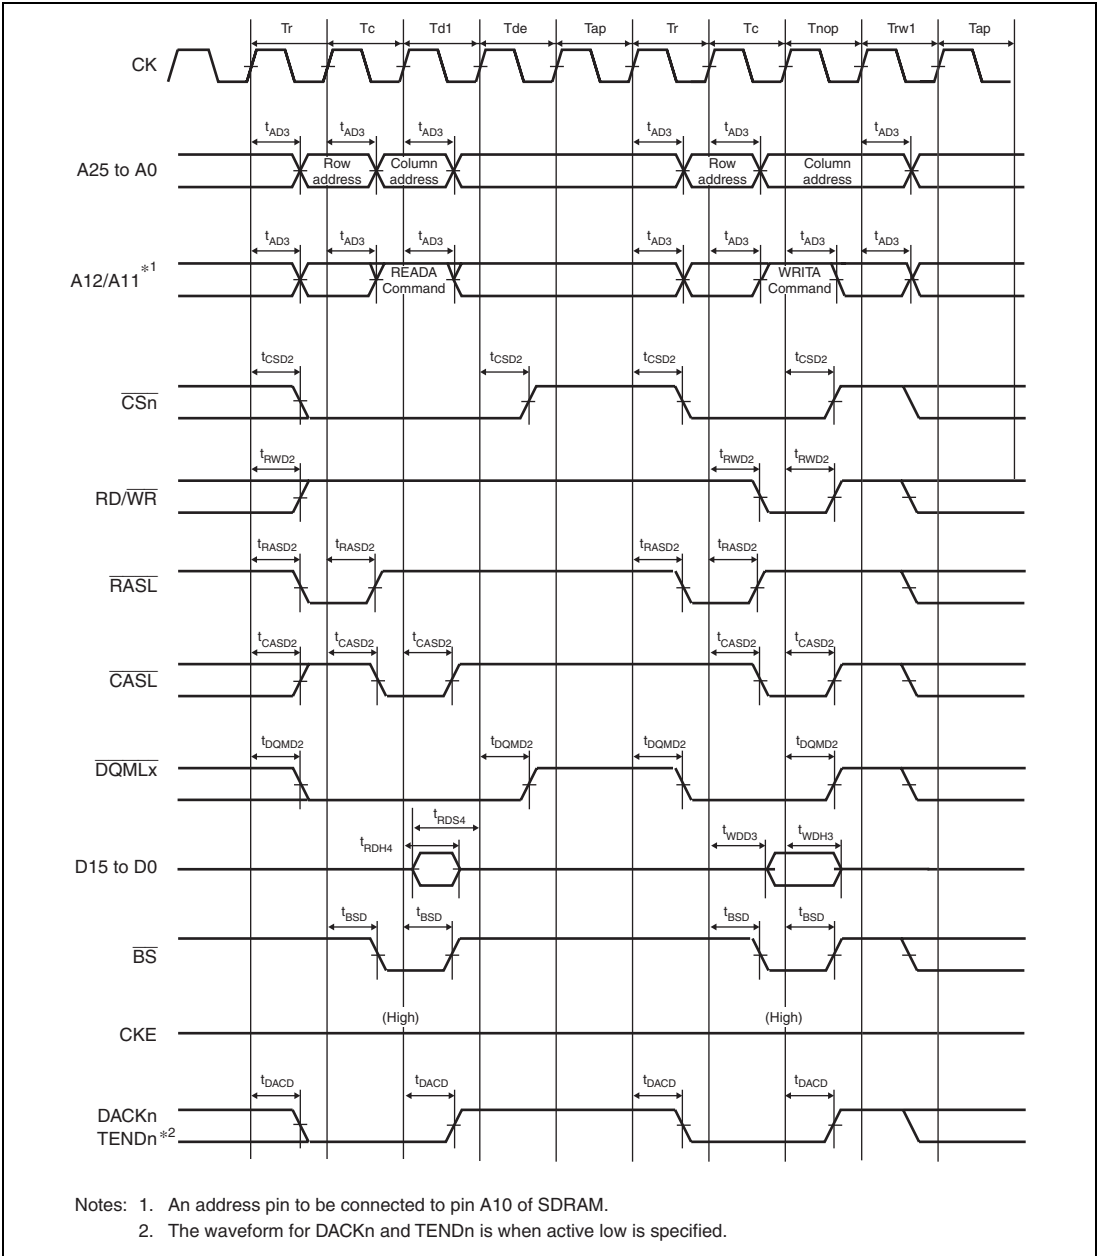 Tr Tc Td1 Tde Tap Tr Tc Tnop Trw1 Tap
CK
tAD3 tAD3 tAD3 tAD3 tAD3 tAD3
A25 to A0
Row address
Column address
Row address
Column address
tAD3 tAD3 tAD3 tAD3 tAD3 tAD3 tAD3
A12/A11*1
READA Command
WRITA Command
tCSD2 tCSD2 tCSD2 tCSD2
CSn
tRWD2 tRWD2 tRWD2
RD/WR
tRASD2 tRASD2 tRASD2 tRASD2
RASL
tCASD2 tCASD2 tCASD2 tCASD2 tCASD2
CASL
tDQMD2 tDQMD2 tDQMD2 tDQMD2
DQMLx
tRDS4
tRDH4 tWDD3 tWDH3
D15 to D0
tBSD tBSD tBSD tBSD
BS
(High) (High)
CKE
tDACD tDACD tDACD tDACD
DACKn
TENDn*2
Notes: 1. An address pin to be connected to pin A10 of SDRAM.
2. The waveform for DACKn and TENDn is when active low is specified.